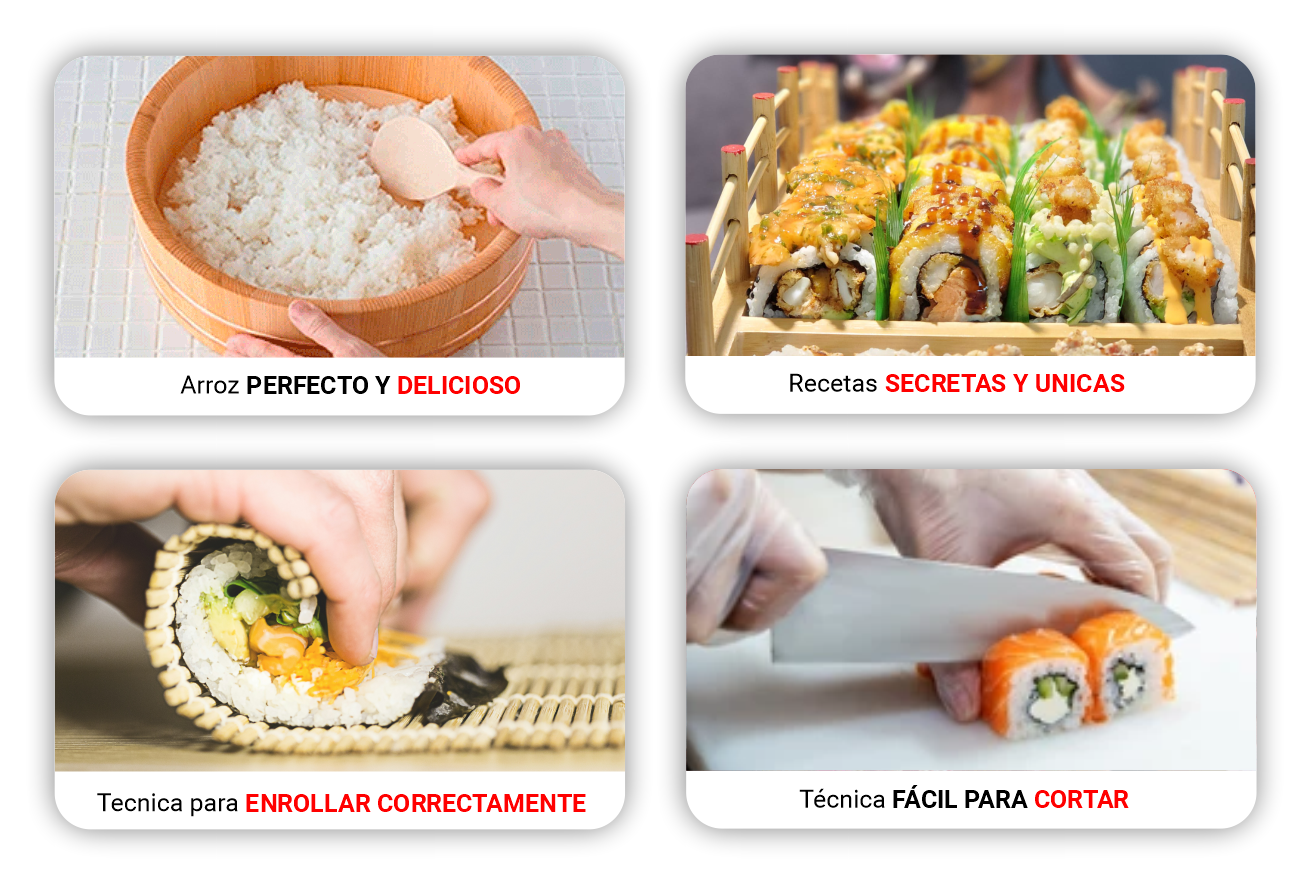 Arroz PERFECTO Y DELICIOSO
Recetas SECRETAS Y UNICAS
Tecnica para ENROLLAR CORRECTAMENTE
Técnica FÁCIL PARA CORTAR